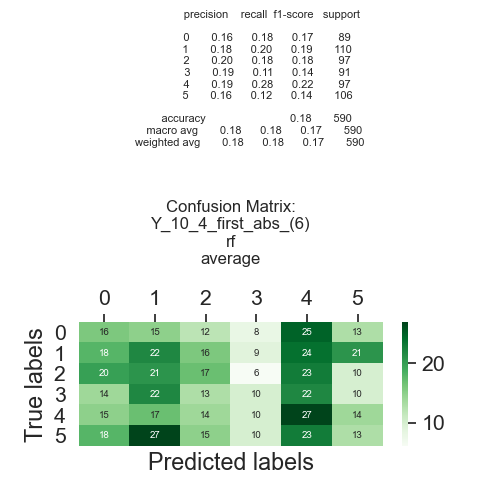 precision recall f1-score support
0 0.16 0.18 0.17 89
1 0.18 0.20 0.19 110
2 0.20 0.18 0.18 97
3 0.19 0.11 0.14 91
4 0.19 0.28 0.22 97
5 0.16 0.12 0.14 106
accuracy 0.18 590
macro avg 0.18 0.18 0.17 590
weighted avg 0.18 0.18 0.17 590
Confusion Matrix:
Y_10_4_first_abs_(6)
rf
average
0 1 2 3 4 5
0 16 15 12 8 25 13
1 18 22 16 9 24 21
2 20 21 17 6 23 10
3 14 22 13 10 22 10
4 15 17 14 10 27 14
5 18 27 15 10 23 13
True labels
Predicted labels
20
10